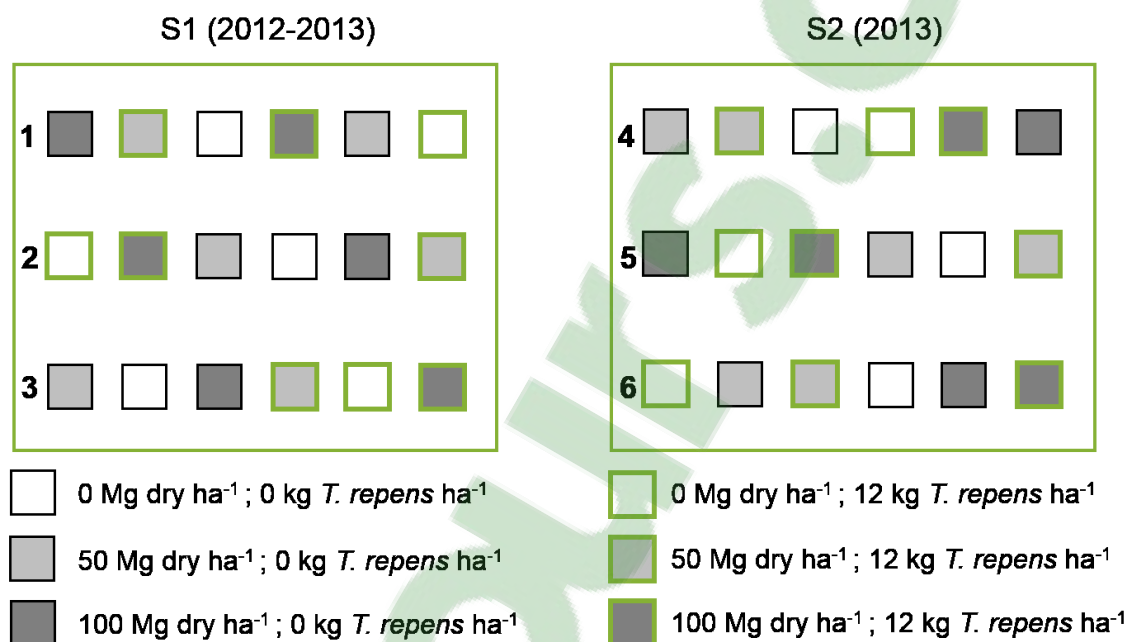 S1 (2012-2013)
S2 (2013)
1
2
3
4
5
6
0 Mg dry ha⁻¹ ; 0 kg T. repens ha⁻¹
50 Mg dry ha⁻¹ ; 0 kg T. repens ha⁻¹
100 Mg dry ha⁻¹ ; 0 kg T. repens ha⁻¹
0 Mg dry ha⁻¹ ; 12 kg T. repens ha⁻¹
50 Mg dry ha⁻¹ ; 12 kg T. repens ha⁻¹
100 Mg dry ha⁻¹ ; 12 kg T. repens ha⁻¹